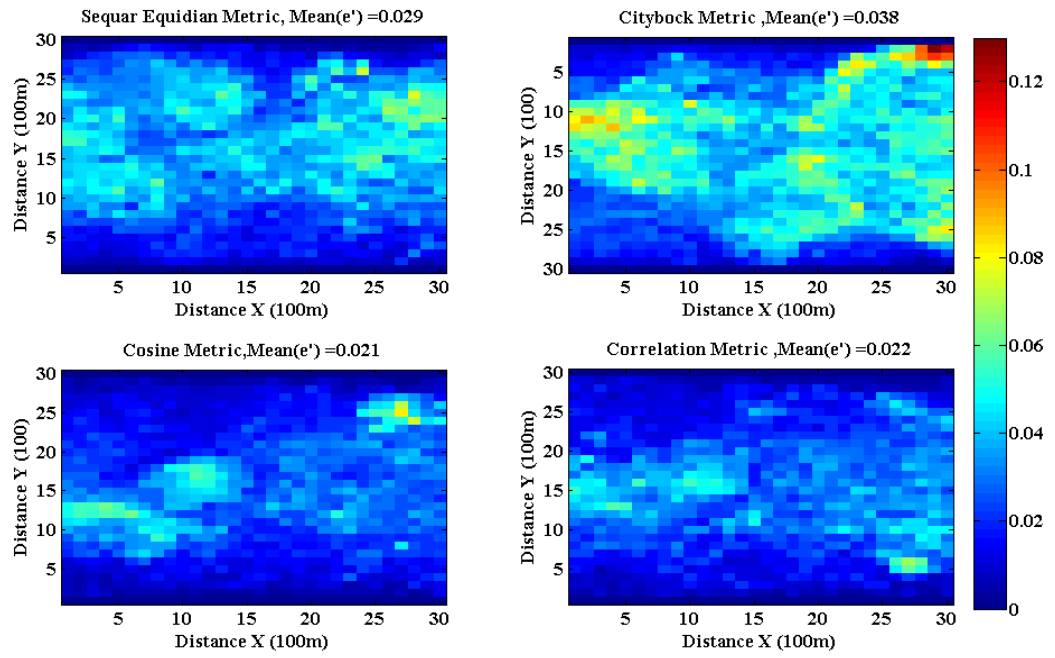 Sequar Equidian Metric, Mean(e') =0.029
30
25
20
15
10
5
Distance Y (100m)
5 10 15 20 25 30
Distance X (100m)
Citybock Metric ,Mean(e') =0.038
5
10
15
20
25
30
Distance Y (100)
5 10 15 20 25 30
Distance X (100m)
Cosine Metric,Mean(e') =0.021
30
25
20
15
10
5
Distance Y (100)
5 10 15 20 25 30
Distance X (100m)
Correlation Metric ,Mean(e') =0.022
30
25
20
15
10
5
Distance Y (100m)
5 10 15 20 25 30
Distance X (100m)
0.12
0.1
0.08
0.06
0.04
0.02
0